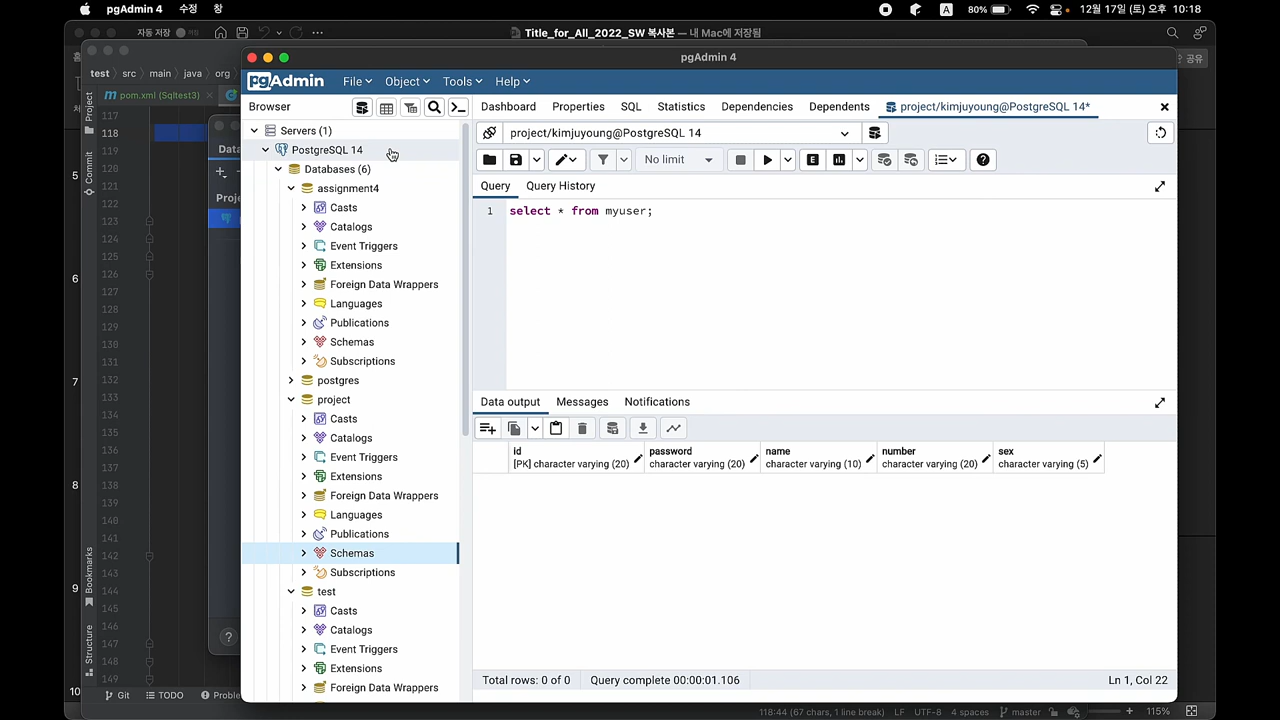 pgAdmin 4 수정 창
A 80% 12월 17일 (토) 오후 10:18
자동 저장
Title_for_All_2022_SW 복사본 — 내 Mac에 저장됨
공유
test src main java org
pom.xml (Sqltest3)
pgAdmin 4
pgAdmin File Object Tools Help
Browser
Dashboard Properties SQL Statistics Dependencies Dependents project/kimjuyoung@PostgreSQL 14*
Servers (1)
PostgreSQL 14
Databases (6)
assignment4
Casts
Catalogs
Event Triggers
Extensions
Foreign Data Wrappers
Languages
Publications
Schemas
Subscriptions
postgres
project
Casts
Catalogs
Event Triggers
Extensions
Foreign Data Wrappers
Languages
Publications
Schemas
Subscriptions
test
Casts
Catalogs
Event Triggers
Extensions
Foreign Data Wrappers
project/kimjuyoung@PostgreSQL 14
No limit
Query Query History
1 select * from myuser;
Data output Messages Notifications
id password name number sex
[PK] character varying (20) character varying (20) character varying (10) character varying (20) character varying (5)
Total rows: 0 of 0 Query complete 00:00:01.106 Ln 1, Col 22
Project
Commit
Bookmarks
Structure
5
6
7
8
9
10
117
118
119
120
121
122
123
124
125
126
127
128
129
130
131
132
133
134
135
136
137
138
139
140
141
142
143
144
145
146
147
148
149
Data
Proje
?
Git TODO Proble
118:44 (67 chars, 1 line break) LF UTF-8 4 spaces master
115%